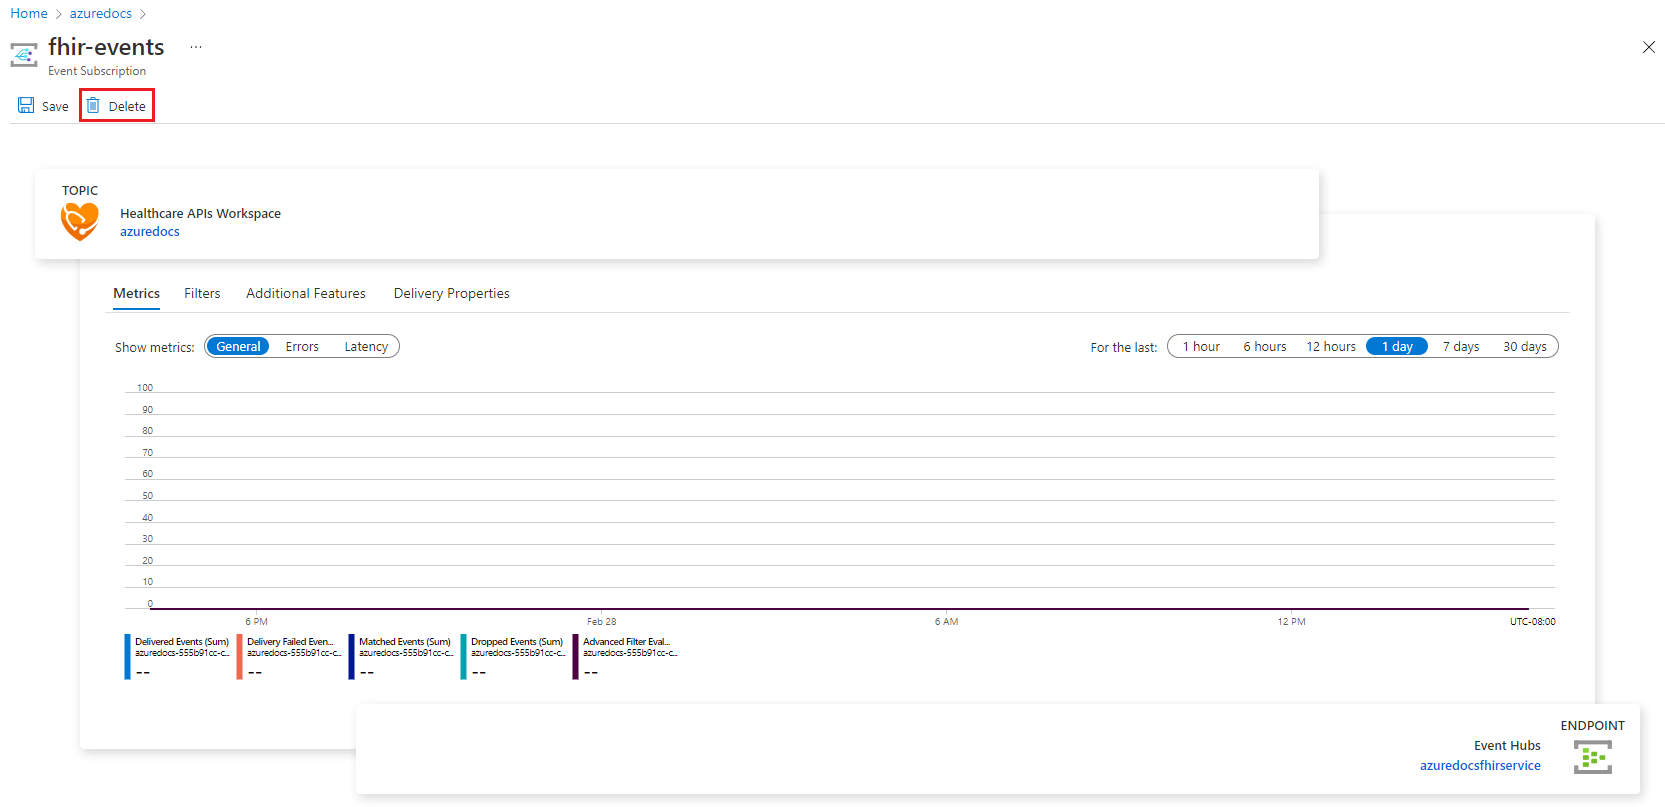 Home > azuredocs >
fhir-events ...
Event Subscription
Save Delete
TOPIC
Healthcare APIs Workspace
azuredocs
Metrics Filters Additional Features Delivery Properties
Show metrics: General Errors Latency For the last: 1 hour 6 hours 12 hours 1 day 7 days 30 days
100
90
80
70
60
50
40
30
20
10
0
6 PM Feb 28 6 AM 12 PM UTC-08:00
Delivered Events (Sum) Delivery Failed Even... Matched Events (Sum) Dropped Events (Sum) Advanced Filter Eval...
azuredocs-555b91cc-c... azuredocs-555b91cc-c... azuredocs-555b91cc-c... azuredocs-555b91cc-c... azuredocs-555b91cc-c...
-- -- -- -- --
ENDPOINT
Event Hubs
azuredocsfhirservice